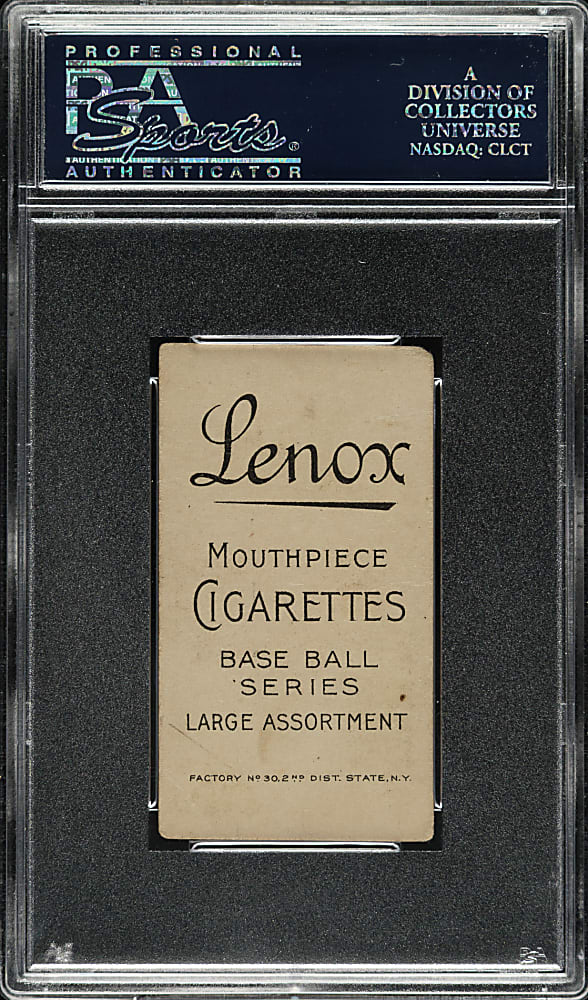 PROFESSIONAL
PSA
Sports®
AUTHENTICATOR
A
DIVISION OF
COLLECTORS
UNIVERSE
NASDAQ: CLCT
Lenox
MOUTHPIECE
CIGARETTES
BASE BALL
SERIES
LARGE ASSORTMENT
FACTORY Nº 30, 2ND DIST. STATE, N.Y.